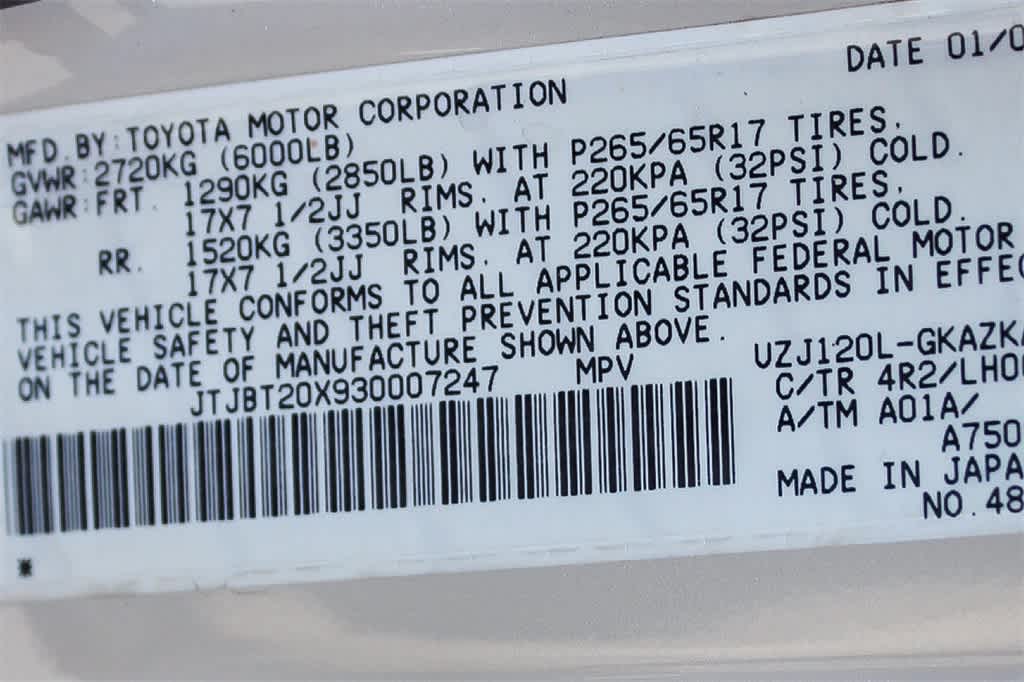 DATE 01/0
MFD.BY:TOYOTA MOTOR CORPORATION
GVWR:2720KG (6000LB)
GAWR:FRT. 1290KG (2850LB) WITH P265/65R17 TIRES,
17X7 1/2JJ RIMS, AT 220KPA (32PSI) COLD.
RR. 1520KG (3350LB) WITH P265/65R17 TIRES,
17X7 1/2JJ RIMS, AT 220KPA (32PSI) COLD.
THIS VEHICLE CONFORMS TO ALL APPLICABLE FEDERAL MOTOR
VEHICLE SAFETY AND THEFT PREVENTION STANDARDS IN EFFEC
ON THE DATE OF MANUFACTURE SHOWN ABOVE.
JTJBT20X930007247 MPV
UZJ120L-GKAZKA
C/TR 4R2/LH00
A/TM A01A/
A750
MADE IN JAPA
NO.48
*